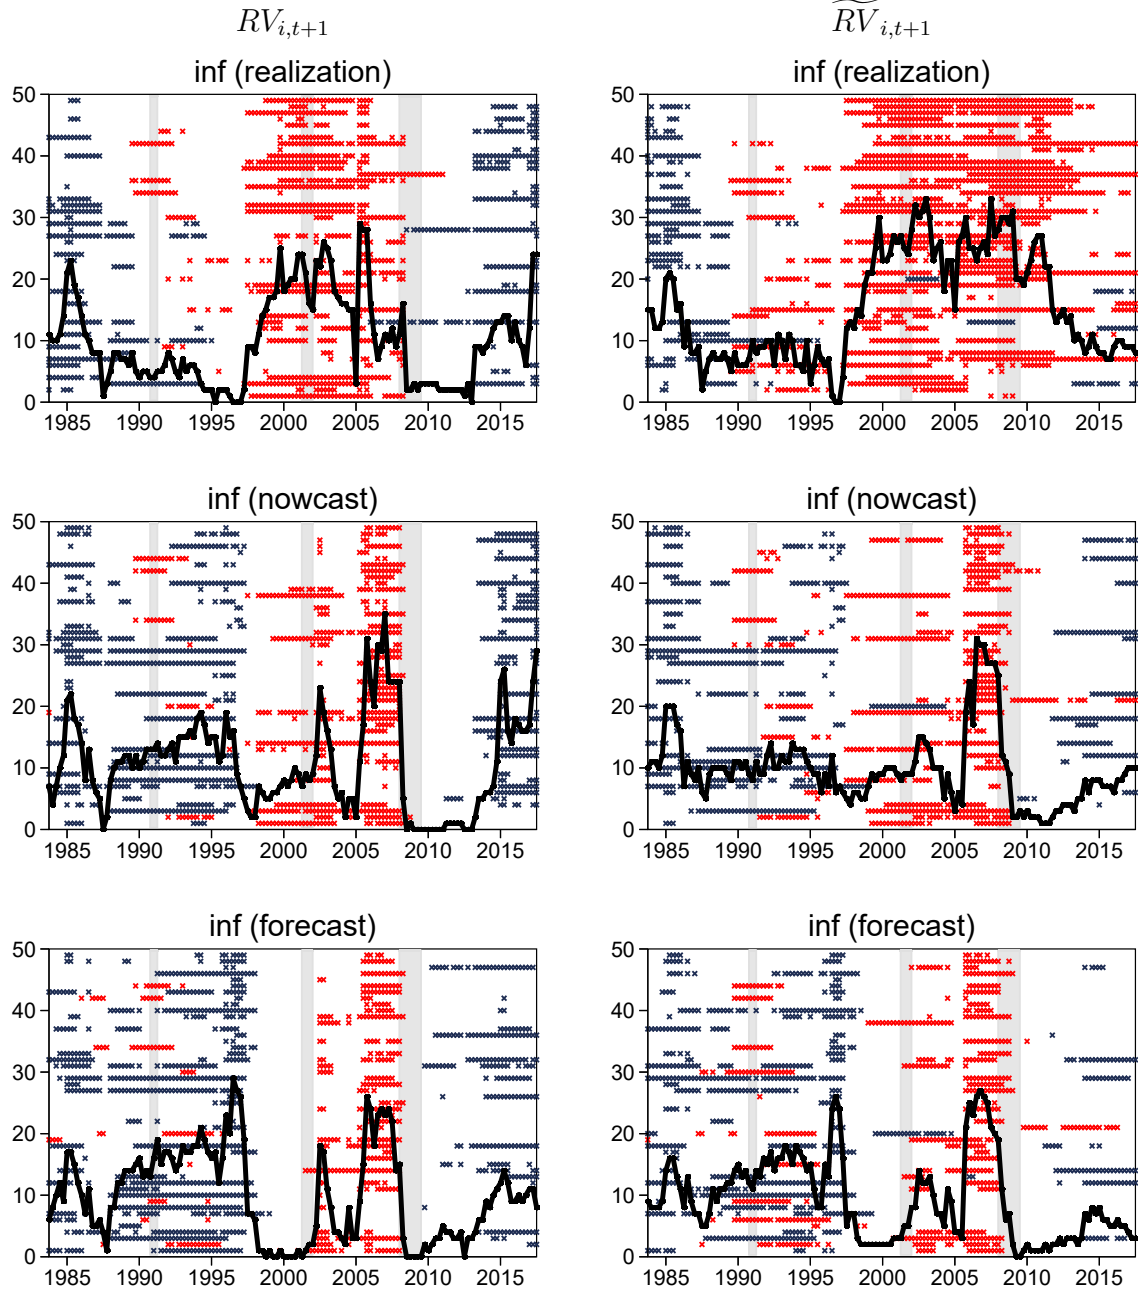 RV_{i,t+1} \widetilde{RV}_{i,t+1}
inf (realization) inf (realization)
50 50
40 40
30 30
20 20
10 10
0 0
1985 1990 1995 2000 2005 2010 2015 1985 1990 1995 2000 2005 2010 2015
inf (nowcast) inf (nowcast)
50 50
40 40
30 30
20 20
10 10
0 0
1985 1990 1995 2000 2005 2010 2015 1985 1990 1995 2000 2005 2010 2015
inf (forecast) inf (forecast)
50 50
40 40
30 30
20 20
10 10
0 0
1985 1990 1995 2000 2005 2010 2015 1985 1990 1995 2000 2005 2010 2015